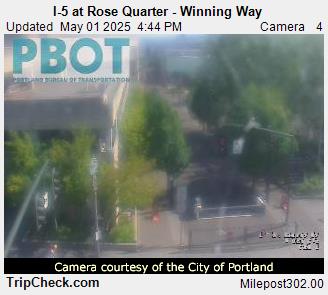 I-5 at Rose Quarter - Winning Way
Updated May 01 2025 4:44 PM Camera 4
PBOT
PORTLAND BUREAU OF TRANSPORTATION
Camera courtesy of the City of Portland
TripCheck.com Milepost302.00